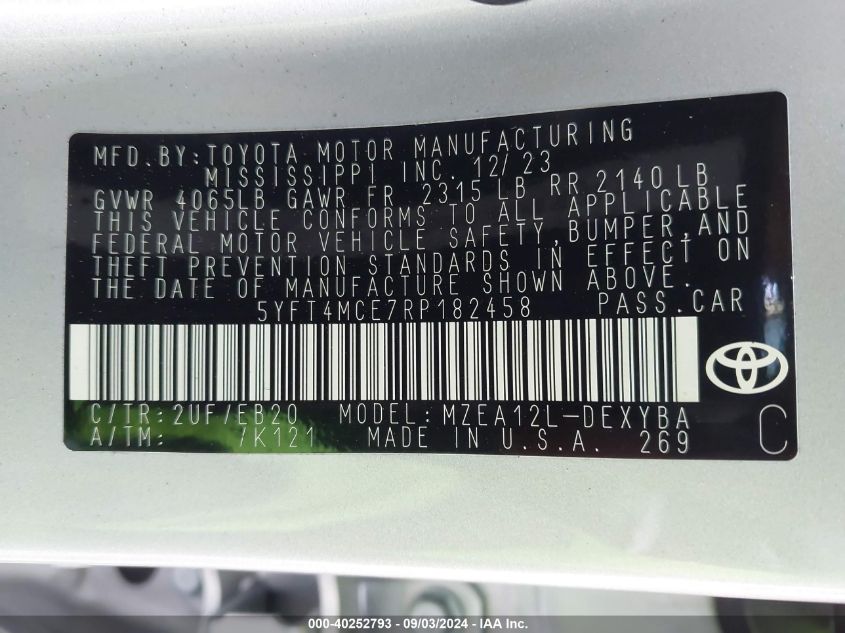 MFD.BY:TOYOTA MOTOR MANUFACTURING
MISSISSIPPI INC. 12/23
GVWR 4065LB GAWR FR 2315 LB RR 2140 LB
THIS VEHICLE CONFORMS TO ALL APPLICABLE
FEDERAL MOTOR VEHICLE SAFETY,BUMPER,AND
THEFT PREVENTION STANDARDS IN EFFECT ON
THE DATE OF MANUFACTURE SHOWN ABOVE.
5YFT4MCE7RP182458 PASS.CAR
C/TR:2UF/EB20 MODEL:MZEA12L-DEXYBA
A/TM: /K121 MADE IN U.S.A. 269 C
000-40252793 - 09/03/2024 - IAA Inc.